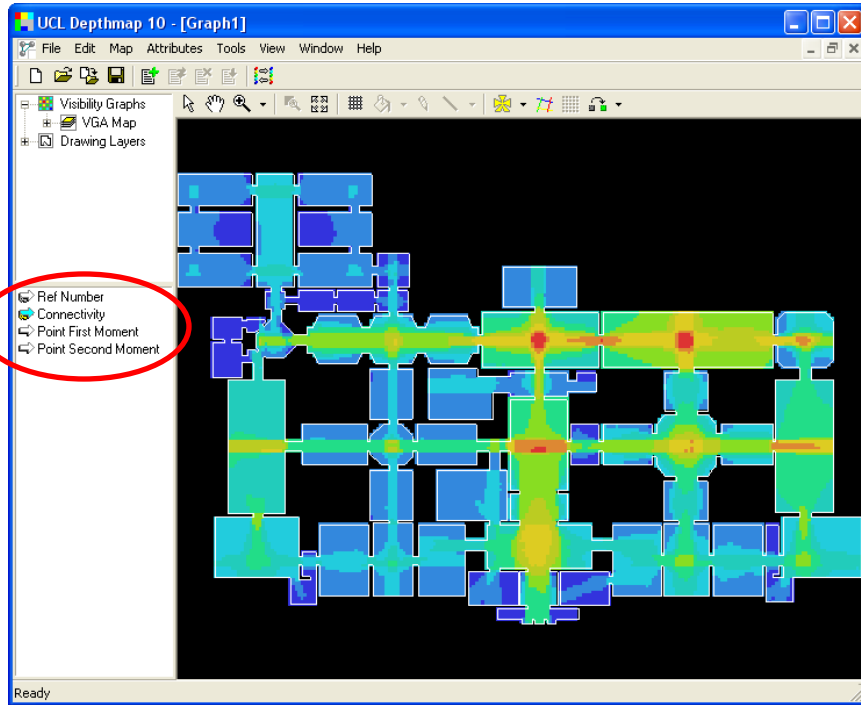 UCL Depthmap 10 - [Graph1]
File Edit Map Attributes Tools View Window Help
Visibility Graphs
VGA Map
Drawing Layers
Ref Number
Connectivity
Point First Moment
Point Second Moment
Ready